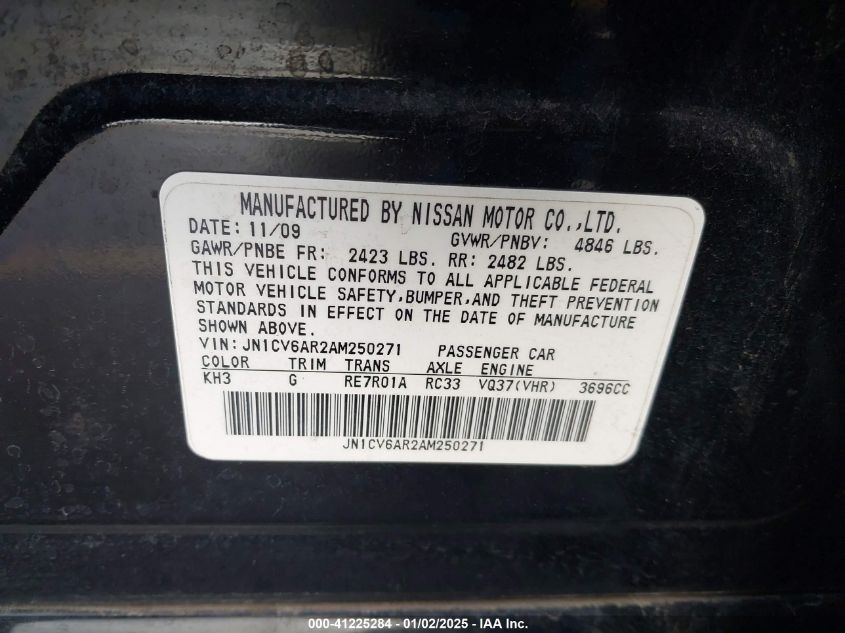 MANUFACTURED BY NISSAN MOTOR CO.,LTD.
DATE: 11/09 GVWR/PNBV: 4846 LBS.
GAWR/PNBE FR: 2423 LBS. RR: 2482 LBS.
THIS VEHICLE CONFORMS TO ALL APPLICABLE FEDERAL
MOTOR VEHICLE SAFETY,BUMPER,AND THEFT PREVENTION
STANDARDS IN EFFECT ON THE DATE OF MANUFACTURE
SHOWN ABOVE.
VIN: JN1CV6AR2AM250271 PASSENGER CAR
COLOR TRIM TRANS AXLE ENGINE
KH3 G RE7R01A RC33 VQ37(VHR) 3696CC
JN1CV6AR2AM250271
000-41225284 - 01/02/2025 - IAA Inc.